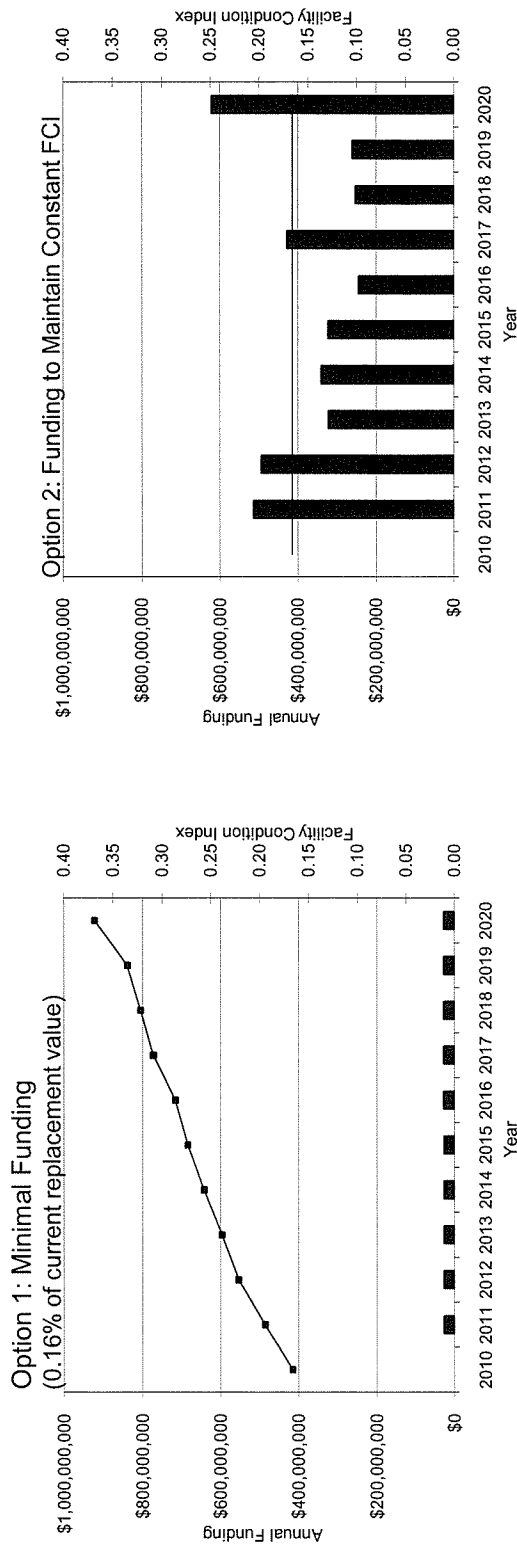 Option 1: Minimal Funding
(0.16% of current replacement value)
$1,000,000,000
$800,000,000
$600,000,000
$400,000,000
$200,000,000
$0
Annual Funding
0.40
0.35
0.30
0.25
0.20
0.15
0.10
0.05
0.00
Facility Condition Index
2010 2011 2012 2013 2014 2015 2016 2017 2018 2019 2020
Year
Option 2: Funding to Maintain Constant FCI
$1,000,000,000
$800,000,000
$600,000,000
$400,000,000
$200,000,000
$0
Annual Funding
0.40
0.35
0.30
0.25
0.20
0.15
0.10
0.05
0.00
Facility Condition Index
2010 2011 2012 2013 2014 2015 2016 2017 2018 2019 2020
Year